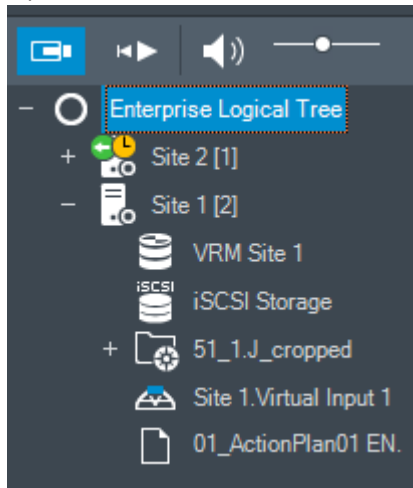 Enterprise Logical Tree
Site 2 [1]
Site 1 [2]
VRM Site 1
iSCSI
iSCSI Storage
51_1.J_cropped
Site 1.Virtual Input 1
01_ActionPlan01 EN.